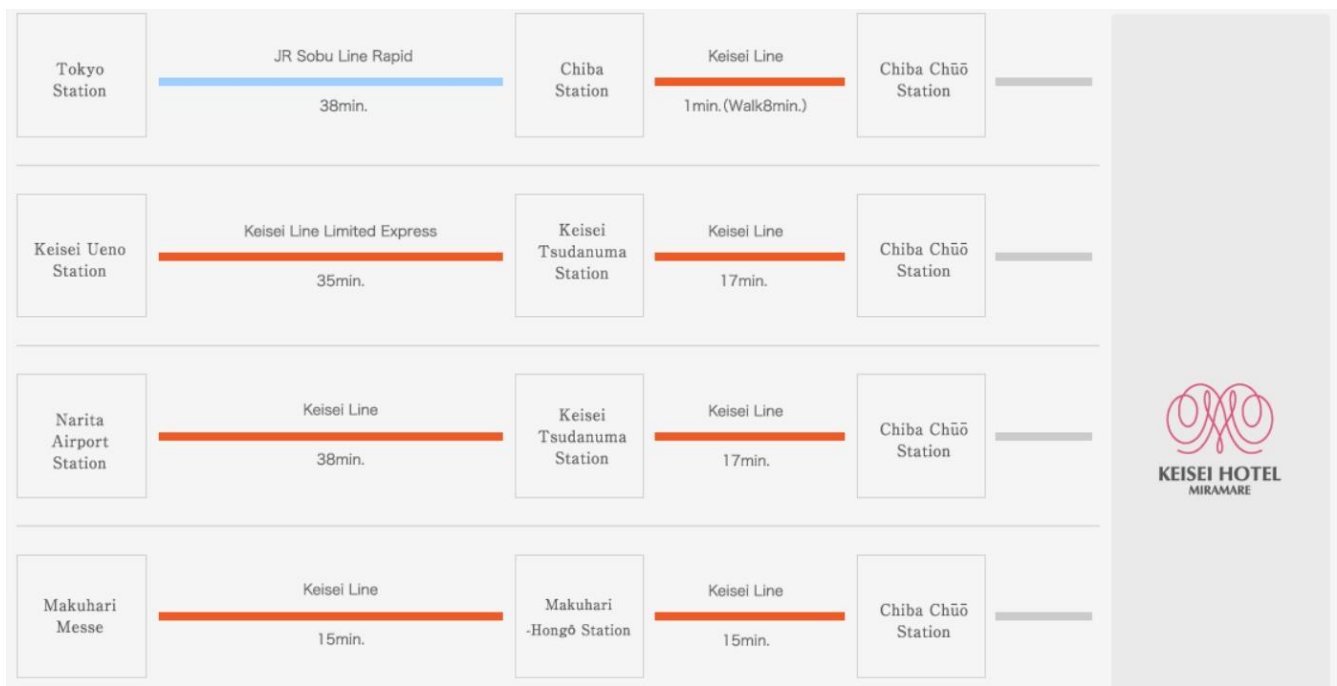 Tokyo
Station
JR Sobu Line Rapid
38min.
Chiba
Station
Keisei Line
1min.(Walk8min.)
Chiba Chūō
Station
Keisei Ueno
Station
Keisei Line Limited Express
35min.
Keisei
Tsudanuma
Station
Keisei Line
17min.
Chiba Chūō
Station
Narita
Airport
Station
Keisei Line
38min.
Keisei
Tsudanuma
Station
Keisei Line
17min.
Chiba Chūō
Station
KEISEI HOTEL
MIRAMARE
Makuhari
Messe
Keisei Line
15min.
Makuhari
-Hongō Station
Keisei Line
15min.
Chiba Chūō
Station